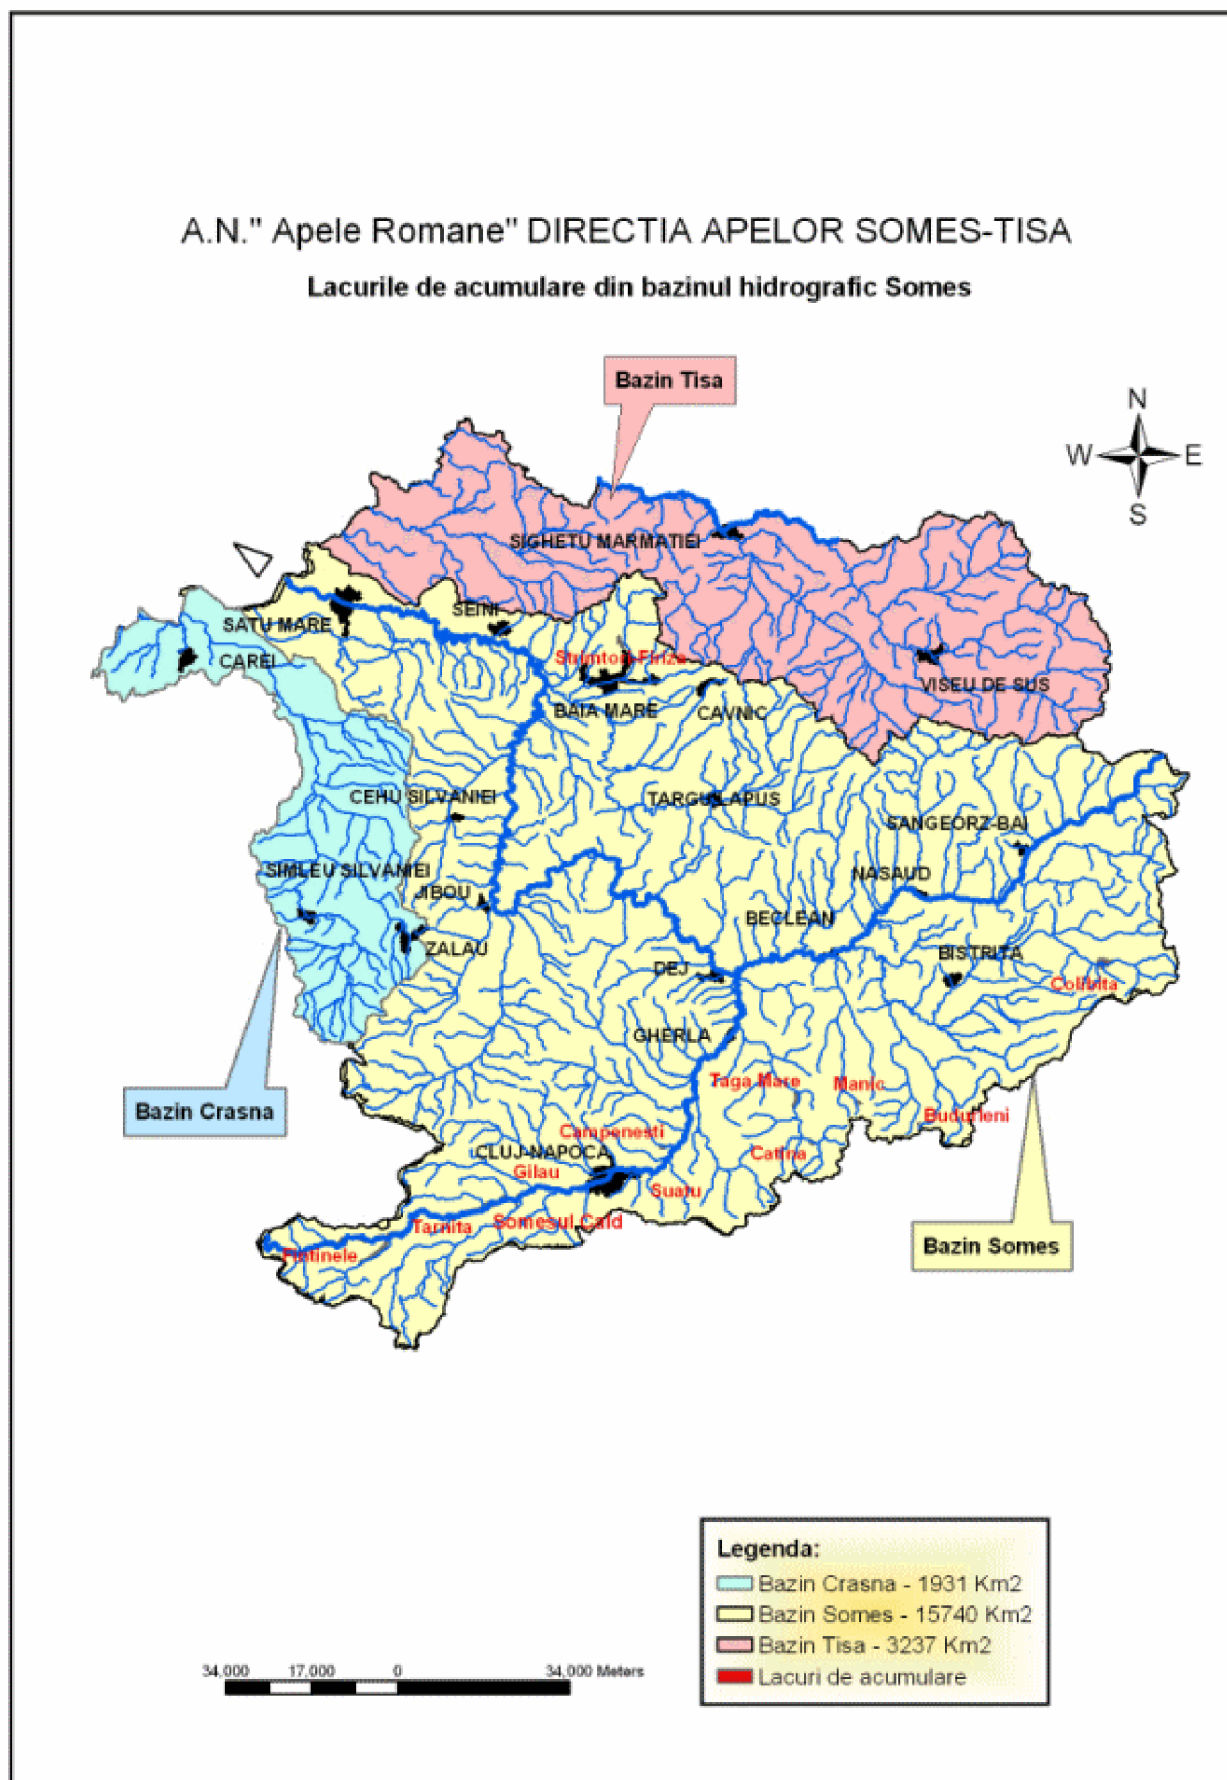 A.N." Apele Romane" DIRECTIA APELOR SOMES-TISA
Lacurile de acumulare din bazinul hidrografic Somes
Bazin Tisa
N
W E
S
SIGHETU MARMATIEI
SEINI
SATU MARE
CAREI
Strimtori Firiza
VISEU DE SUS
BAIA MARE
CAVNIC
CEHU SILVANIEI
TARGU LAPUS
SANGEORZ-BAI
SIMLEU SILVANIEI
NASAUD
JIBOU
BECLEAN
ZALAU
BISTRITA
DEJ
Colibita
GHERLA
Taga Mare
Manic
Bazin Crasna
Budurleni
Campenesti
CLUJ-NAPOCA
Catina
Gilau
Suatu
Tarnita
Somesul Cald
Bazin Somes
Fintinele
Legenda:
Bazin Crasna - 1931 Km2
Bazin Somes - 15740 Km2
Bazin Tisa - 3237 Km2
Lacuri de acumulare
34,000 17,000 0 34,000 Meters